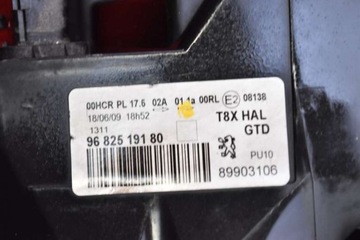 00HCR PL 17.5 02A 01 1a 00RL E2 08138
18/06/09 18h52
1311
T8X HAL
GTD
96 825 191 80
PU10
89903106